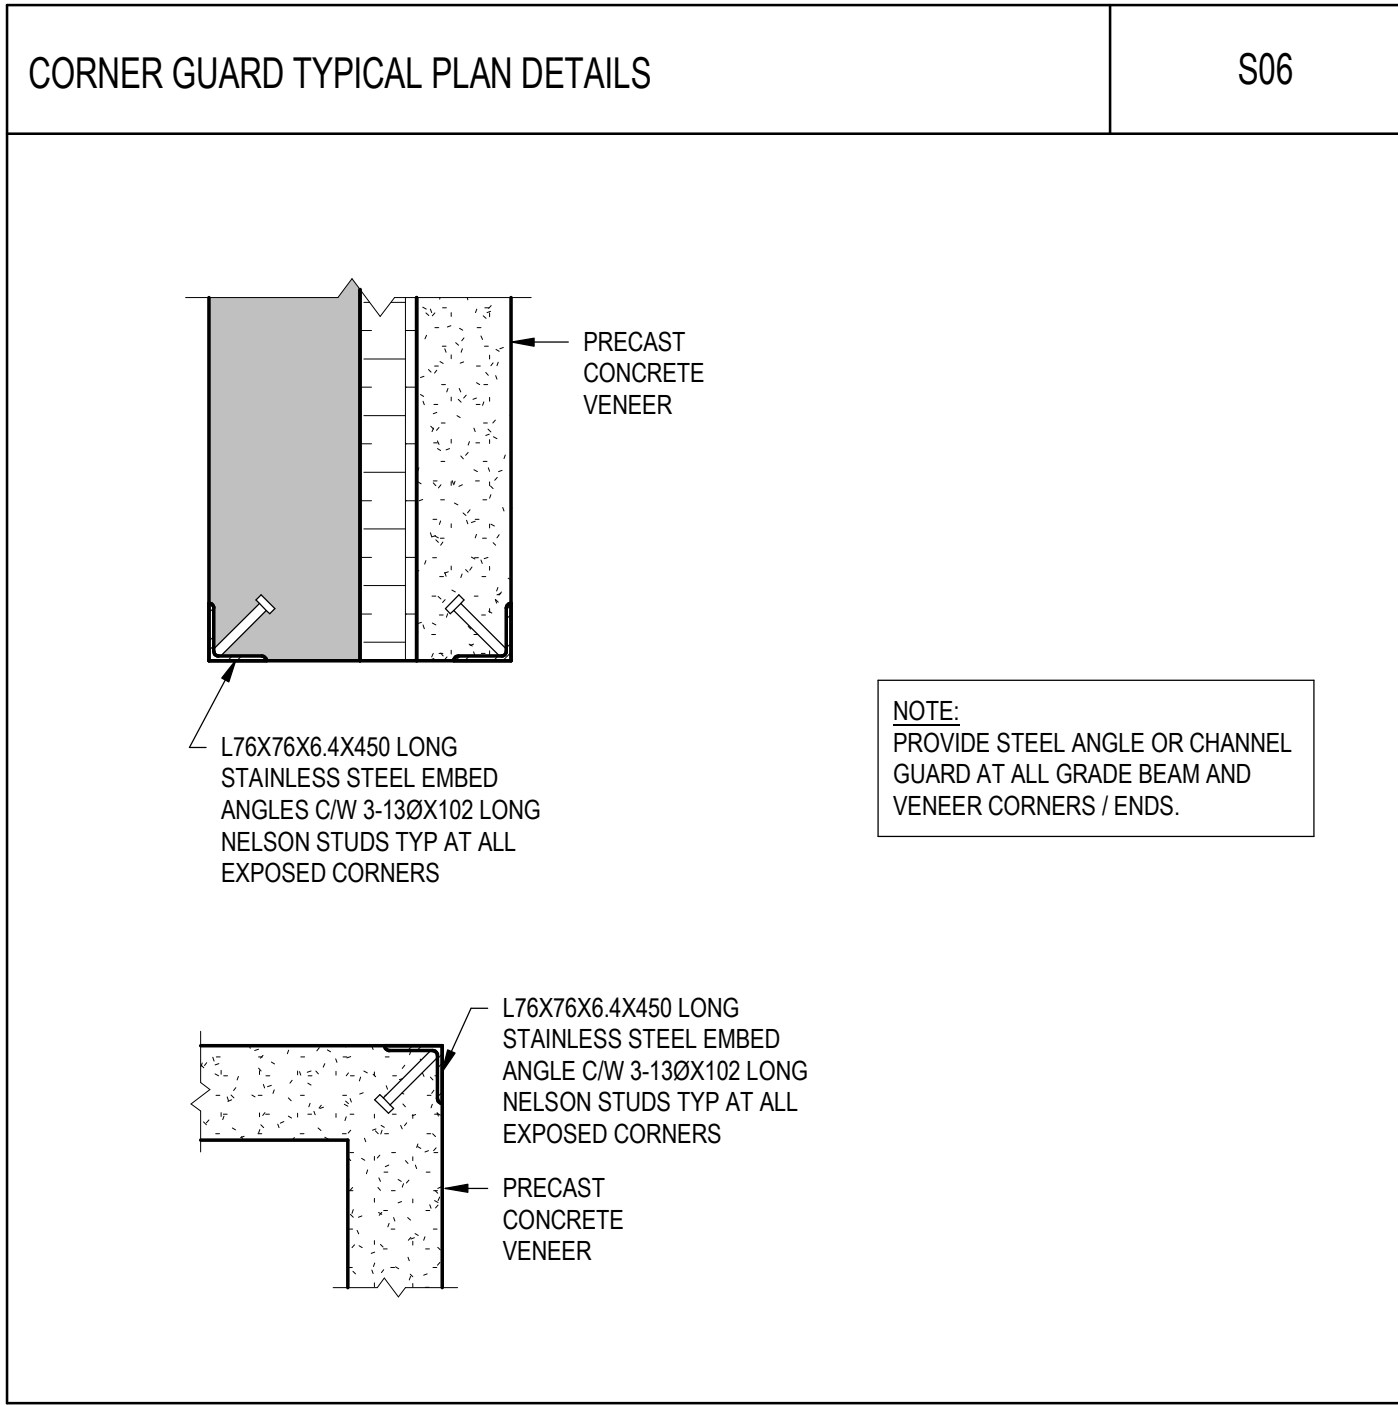 CORNER GUARD TYPICAL PLAN DETAILS
S06
PRECAST
CONCRETE
VENEER
L76X76X6.4X450 LONG
STAINLESS STEEL EMBED
ANGLES C/W 3-13ØX102 LONG
NELSON STUDS TYP AT ALL
EXPOSED CORNERS
NOTE:
PROVIDE STEEL ANGLE OR CHANNEL
GUARD AT ALL GRADE BEAM AND
VENEER CORNERS / ENDS.
L76X76X6.4X450 LONG
STAINLESS STEEL EMBED
ANGLE C/W 3-13ØX102 LONG
NELSON STUDS TYP AT ALL
EXPOSED CORNERS
PRECAST
CONCRETE
VENEER